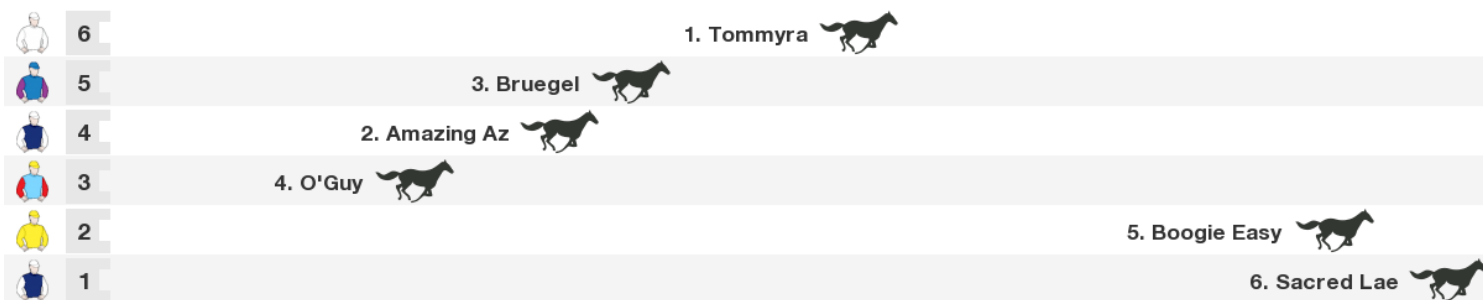 6 1. Tommyra
5 3. Bruegel
4 2. Amazing Az
3 4. O'Guy
2 5. Boogie Easy
1 6. Sacred Lae